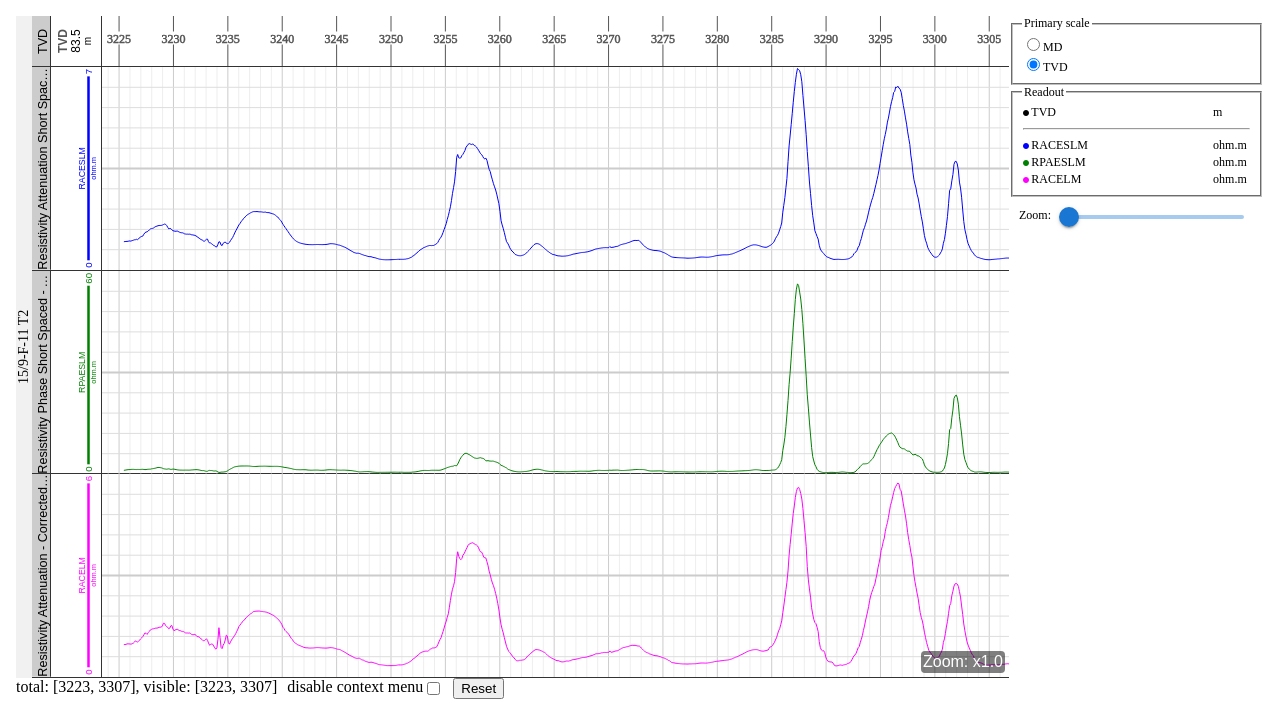 15/9-F-11 T2
TVD
TVD
83.5
m
3225 3230 3235 3240 3245 3250 3255 3260 3265 3270 3275 3280 3285 3290 3295 3300 3305
Resistivity Attenuation Short Spac...
0 RACESLM 7
ohm.m
Resistivity Phase Short Spaced - ...
0 RPAESLM 60
ohm.m
Resistivity Attenuation - Corrected...
0 RACELM 6
ohm.m
Zoom: x1.0
total: [3223, 3307], visible: [3223, 3307] disable context menu Reset
Primary scale
MD
TVD
Readout
TVD m
RACESLM ohm.m
RPAESLM ohm.m
RACELM ohm.m
Zoom: